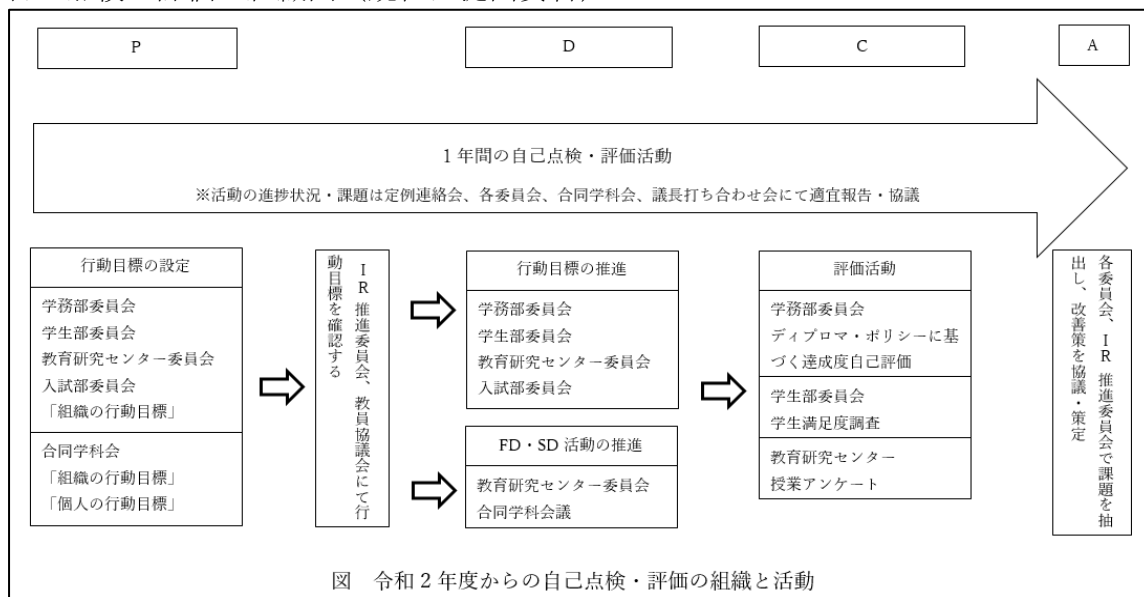 P
D
C
A
1 年間の自己点検・評価活動
※活動の進捗状況・課題は定例連絡会、各委員会、合同学科会、議長打ち合わせ会にて適宜報告・協議
行動目標の設定
学務部委員会
学生部委員会
教育研究センター委員会
入試部委員会
「組織の行動目標」
合同学科会
「組織の行動目標」
「個人の行動目標」
IR 推進委員会、教員協議会にて行
動目標を確認する
行動目標の推進
学務部委員会
学生部委員会
教育研究センター委員会
入試部委員会
FD・SD 活動の推進
教育研究センター委員会
合同学科会議
評価活動
学務部委員会
ディプロマ・ポリシーに基
づく達成度自己評価
学生部委員会
学生満足度調査
教育研究センター
授業アンケート
各委員会、IR 推進委員会で課題を抽
出し、改善策を協議・策定
図　令和 2 年度からの自己点検・評価の組織と活動